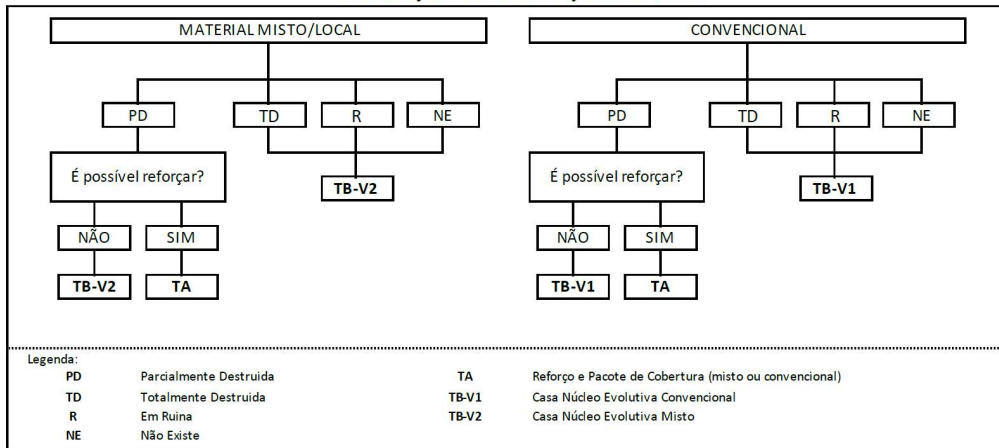 MATERIAL MISTO/LOCAL
PD TD R NE
É possível reforçar?
TB-V2
NÃO SIM
TB-V2 TA
CONVENCIONAL
PD TD R NE
É possível reforçar?
TB-V1
NÃO SIM
TB-V1 TA
Legenda:
PD Parcialmente Destruida
TD Totalmente Destruida
R Em Ruina
NE Não Existe
TA Reforço e Pacote de Cobertura (misto ou convencional)
TB-V1 Casa Núcleo Evolutiva Convencional
TB-V2 Casa Núcleo Evolutiva Misto